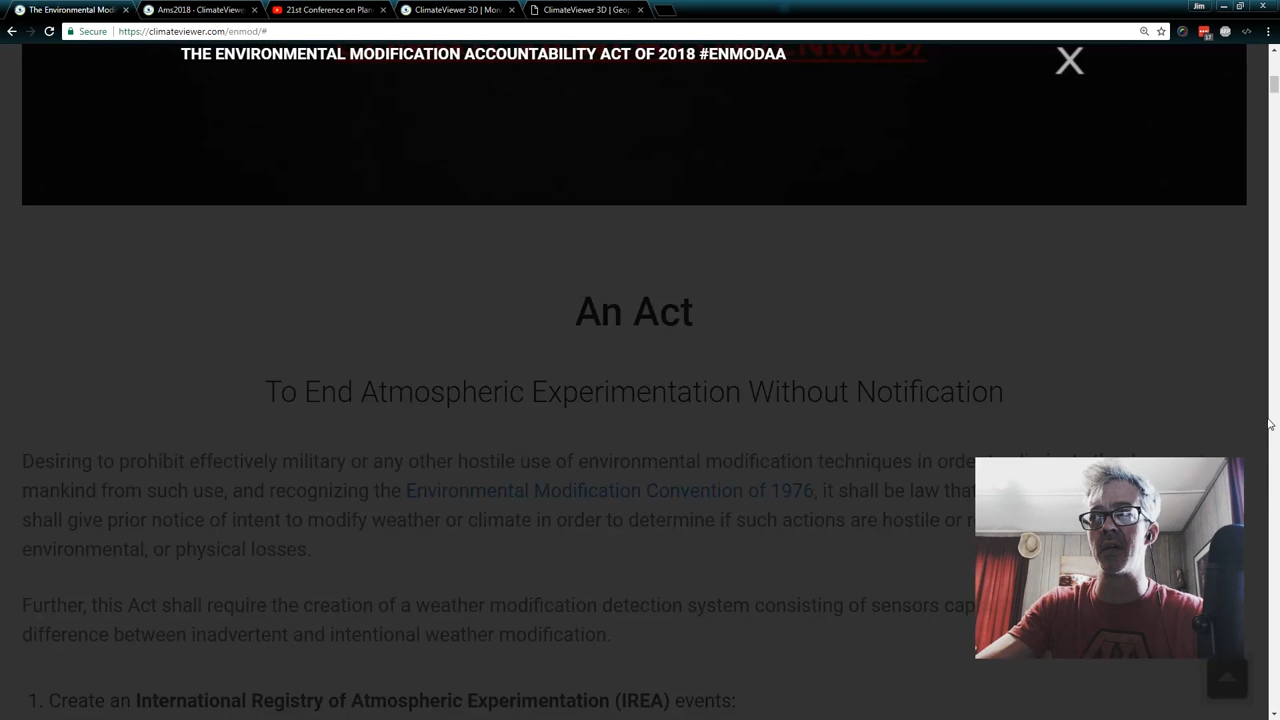 The Environmental Mod
Ams2018 - ClimateViewe
21st Conference on Plan
ClimateViewer 3D | Mon
ClimateViewer 3D | Geop
Jim
Secure
https://climateviewer.com/enmod/#
THE ENVIRONMENTAL MODIFICATION ACCOUNTABILITY ACT OF 2018 #ENMODAA
An Act
To End Atmospheric Experimentation Without Notification
Desiring to prohibit effectively military or any other hostile use of environmental modification techniques in
mankind from such use, and recognizing the Environmental Modification Convention of 1976, it shall be law
shall give prior notice of intent to modify weather or climate in order to determine if such actions are hostile or
environmental, or physical losses.
Further, this Act shall require the creation of a weather modification detection system consisting of sensors
difference between inadvertent and intentional weather modification.
1. Create an International Registry of Atmospheric Experimentation (IREA) events: